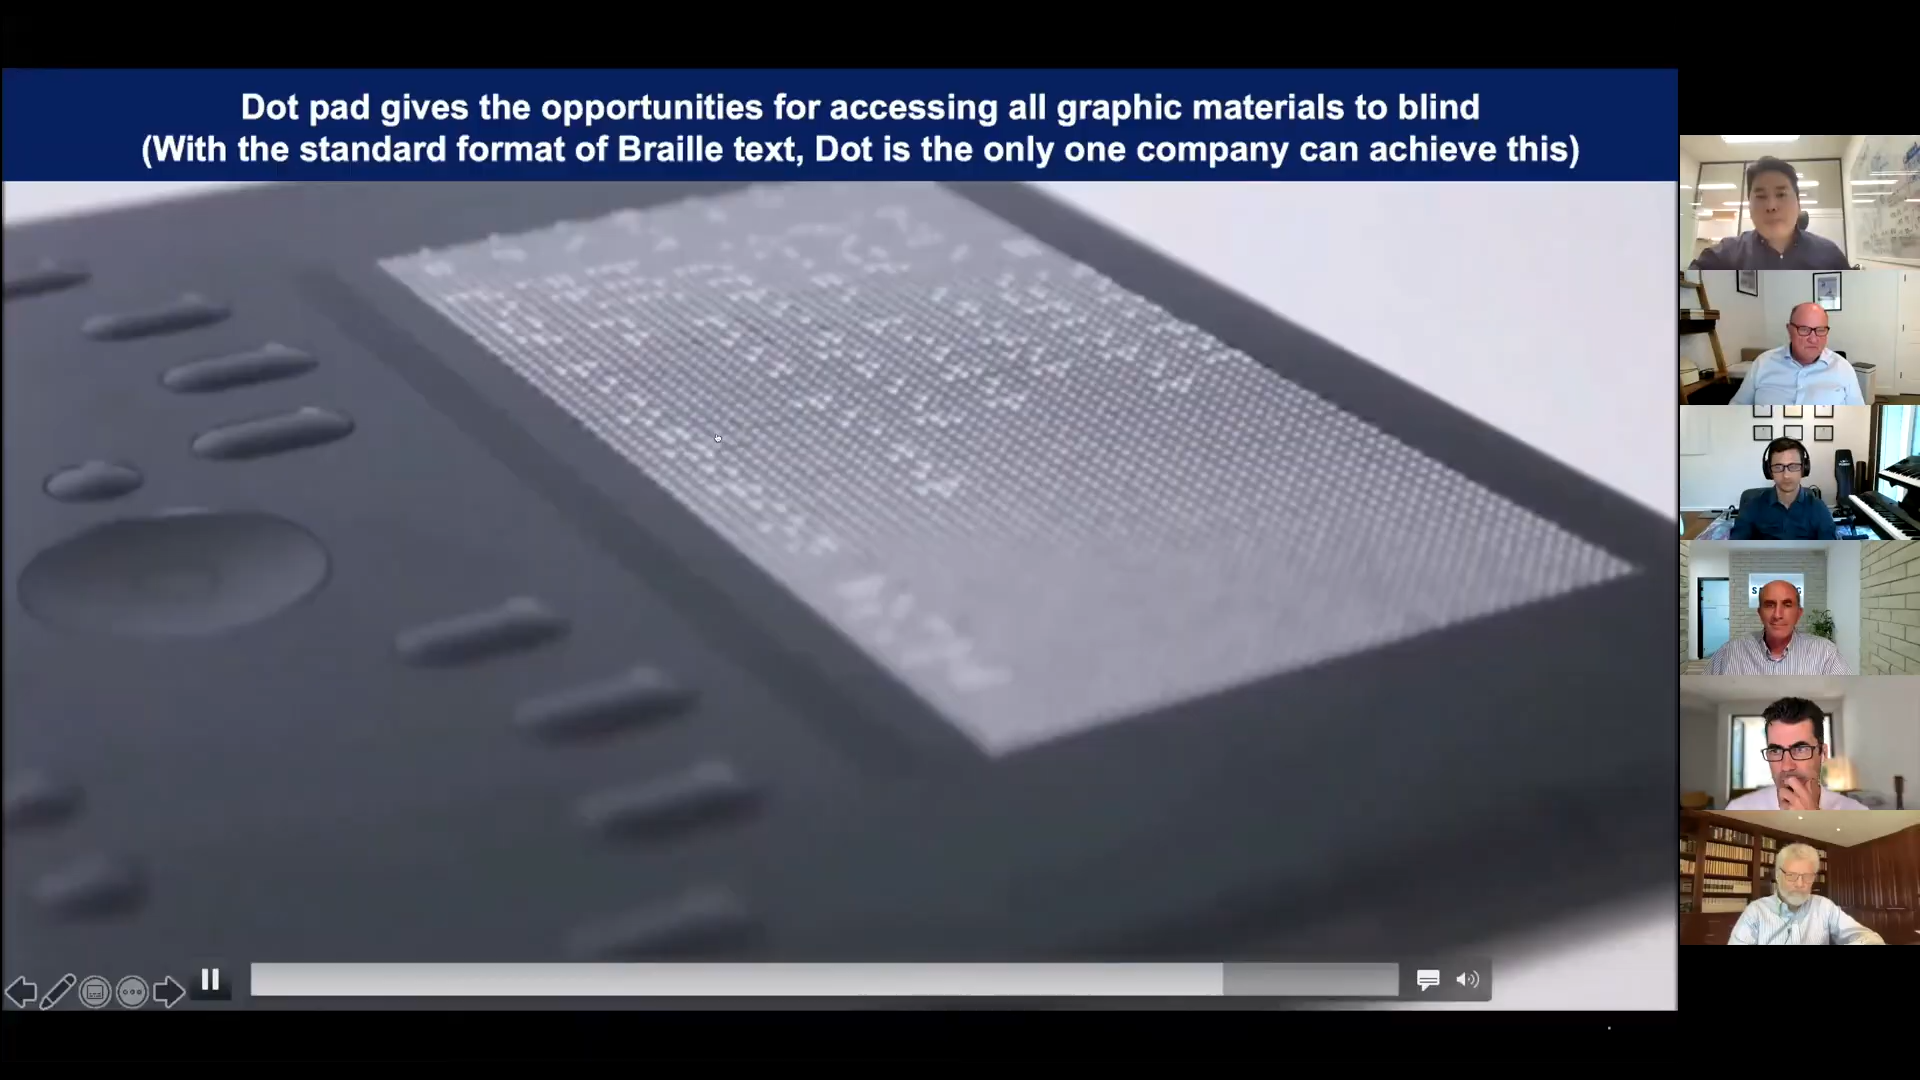 Dot pad gives the opportunities for accessing all graphic materials to blind
(With the standard format of Braille text, Dot is the only one company can achieve this)